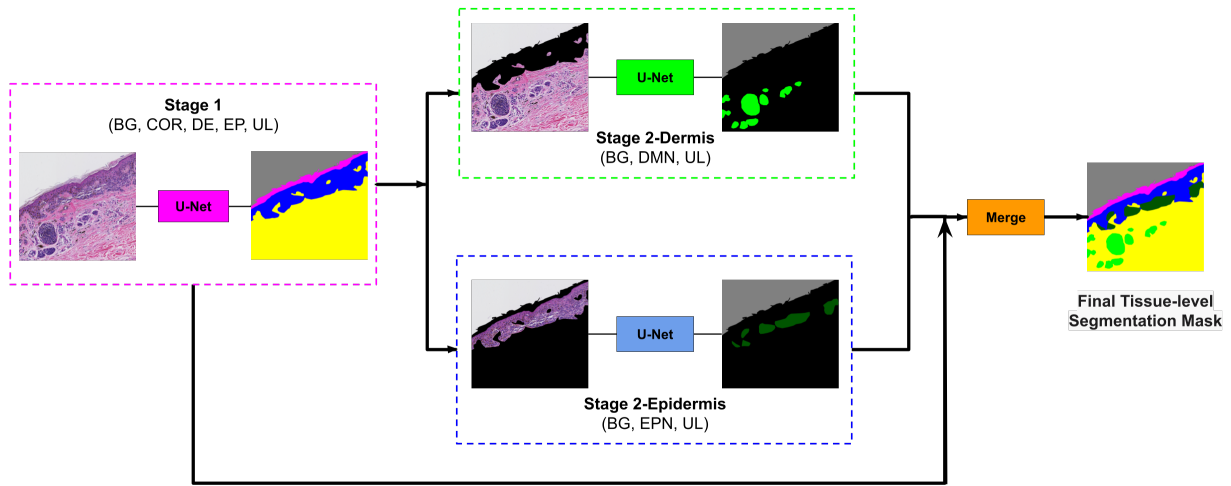 Stage 1
(BG, COR, DE, EP, UL)
U-Net
U-Net
Stage 2-Dermis
(BG, DMN, UL)
U-Net
Stage 2-Epidermis
(BG, EPN, UL)
Merge
Final Tissue-level
Segmentation Mask